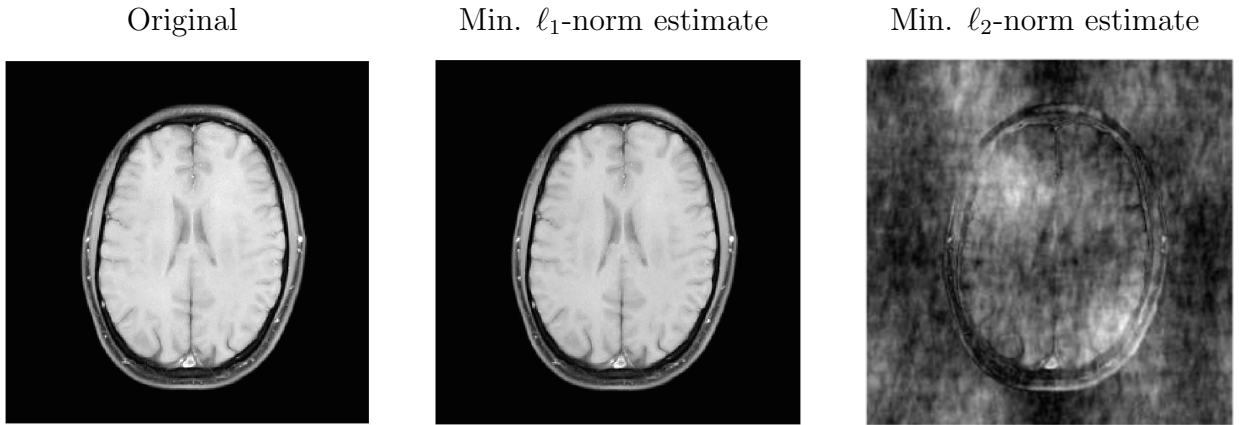 Original
Min. ℓ₁-norm estimate
Min. ℓ₂-norm estimate